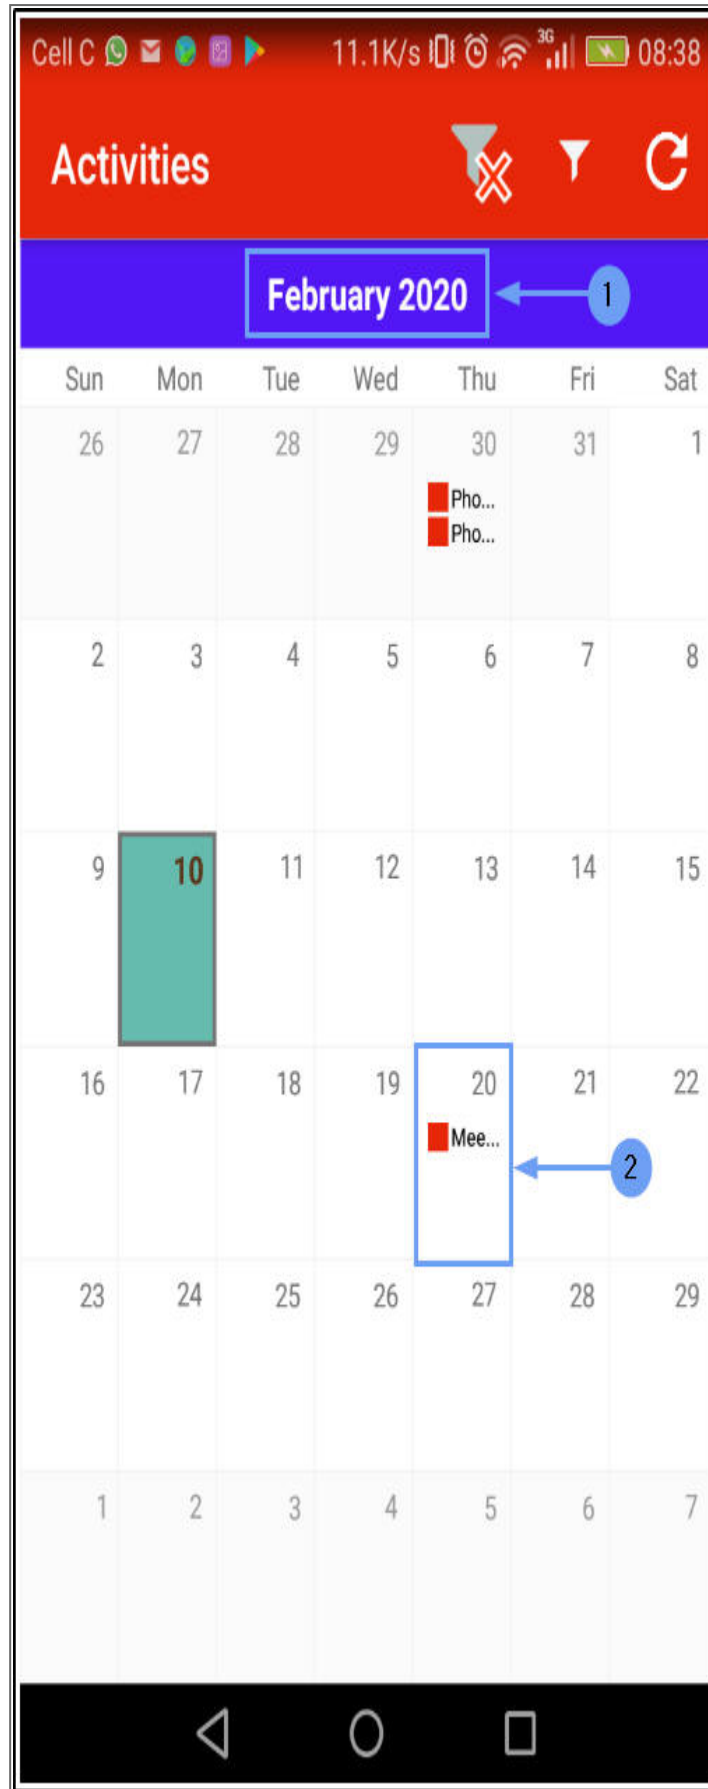 Cell C 11.1K/s 3G 08:38
Activities
February 2020 1
Sun Mon Tue Wed Thu Fri Sat
26 27 28 29 30 31 1
Pho...
Pho...
2 3 4 5 6 7 8
9 10 11 12 13 14 15
16 17 18 19 20 21 22
Mee... 2
23 24 25 26 27 28 29
1 2 3 4 5 6 7